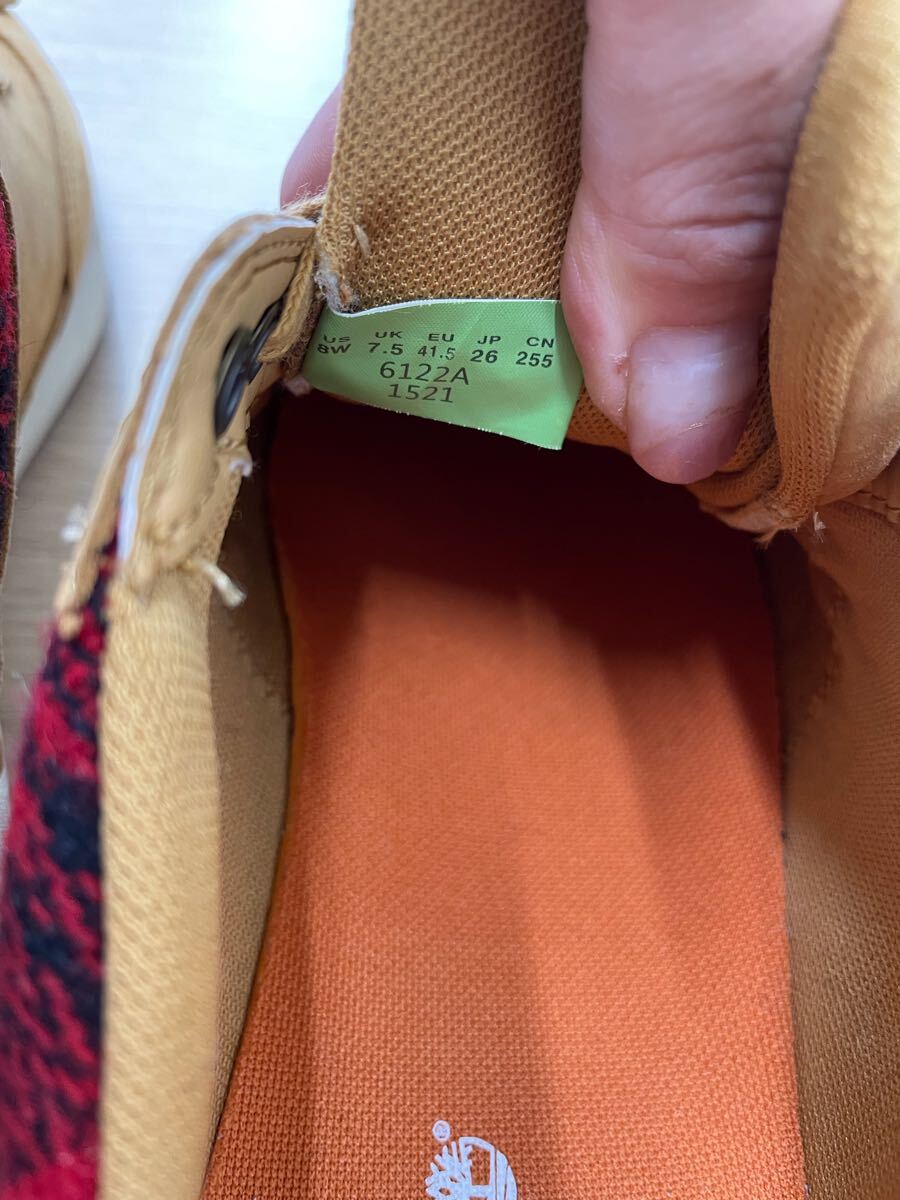 US UK EU JP CN
8W 7.5 41.5 26 255
6122A
1521
®